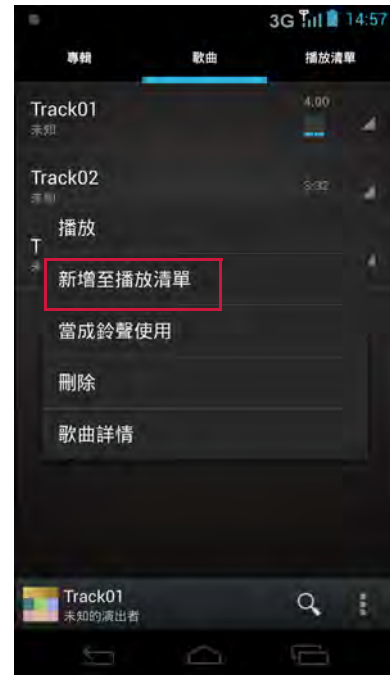 3G 14:57
專輯 歌曲 播放清單
Track01 4:00
未知
Track02 3:32
未知
播放
T
新增至播放清單
當成鈴聲使用
刪除
歌曲詳情
Track01
未知的演出者